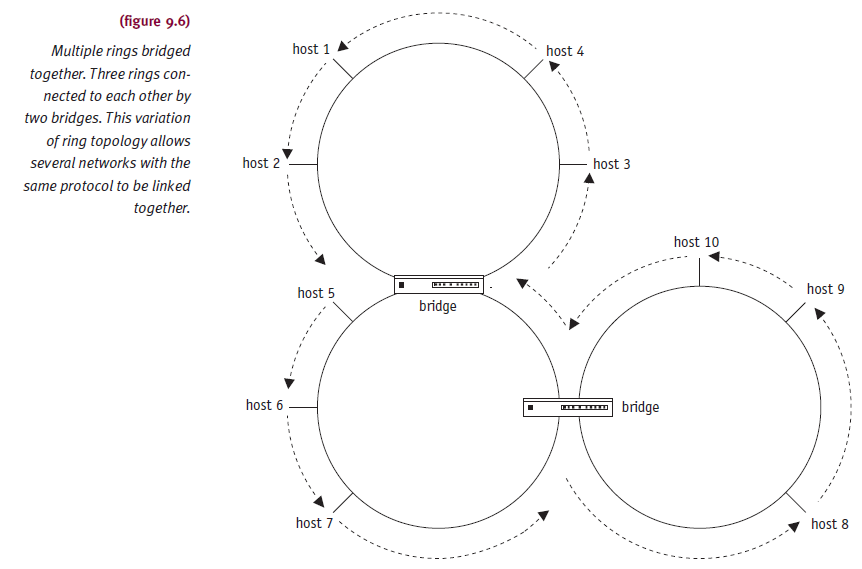 (figure 9.6)
Multiple rings bridged
together. Three rings con-
nected to each other by
two bridges. This variation
of ring topology allows
several networks with the
same protocol to be linked
together.
host 1
host 4
host 2
host 3
host 10
host 5
bridge
host 9
host 6
bridge
host 7
host 8